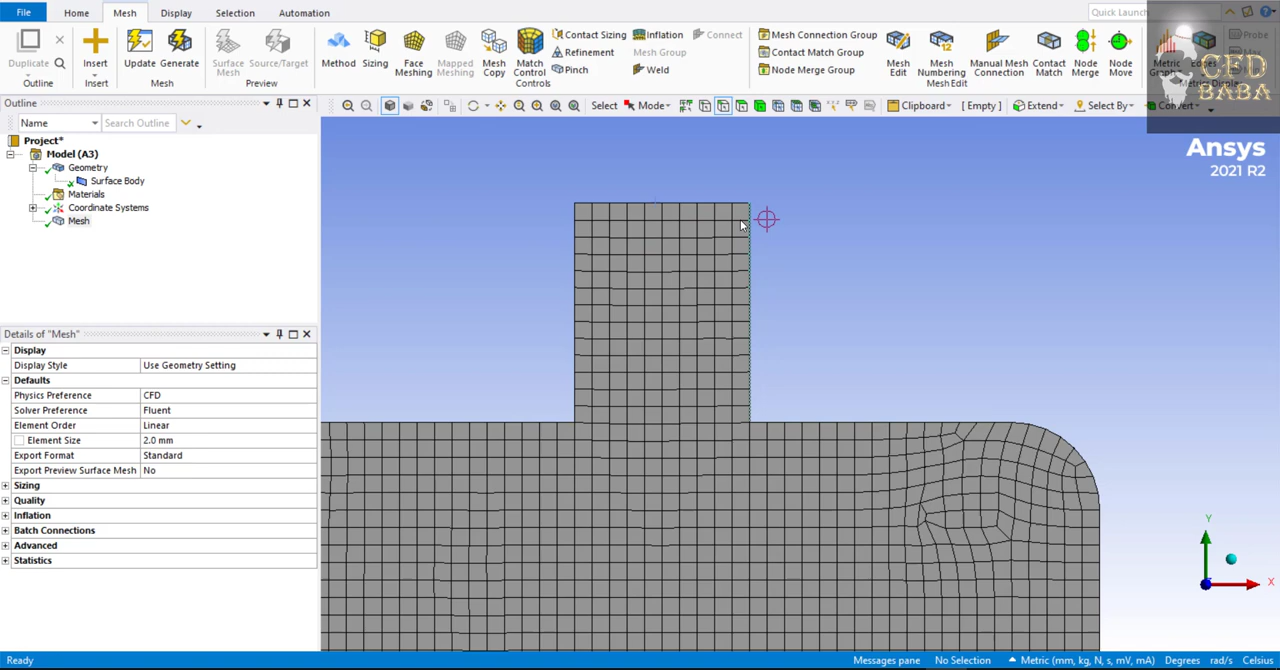 File Home Mesh Display Selection Automation Quick Launch
Duplicate Insert Update Generate Surface Mesh Source/Target Method Sizing Face Meshing Mapped Meshing Mesh Copy Match Control
Contact Sizing Inflation Connect
Refinement Mesh Group
Pinch Weld
Mesh Connection Group
Contact Match Group
Node Merge Group
Mesh Edit Mesh Numbering Manual Mesh Connection Contact Match Node Merge Node Move Metric Graph Edges
Probe
Max
Outline Insert Mesh Preview Controls Mesh Edit Metrics Display
CFD
BABA
Outline
Select Mode Clipboard [ Empty ] Extend Select By Convert
Name Search Outline
Project*
Model (A3)
Geometry
Surface Body
Materials
Coordinate Systems
Mesh
Ansys
2021 R2
Details of "Mesh"
Display
Display Style Use Geometry Setting
Defaults
Physics Preference CFD
Solver Preference Fluent
Element Order Linear
Element Size 2.0 mm
Export Format Standard
Export Preview Surface Mesh No
Sizing
Quality
Inflation
Batch Connections
Advanced
Statistics
Y
X
Ready Messages pane No Selection Metric (mm, kg, N, s, mV, mA) Degrees rad/s Celsius